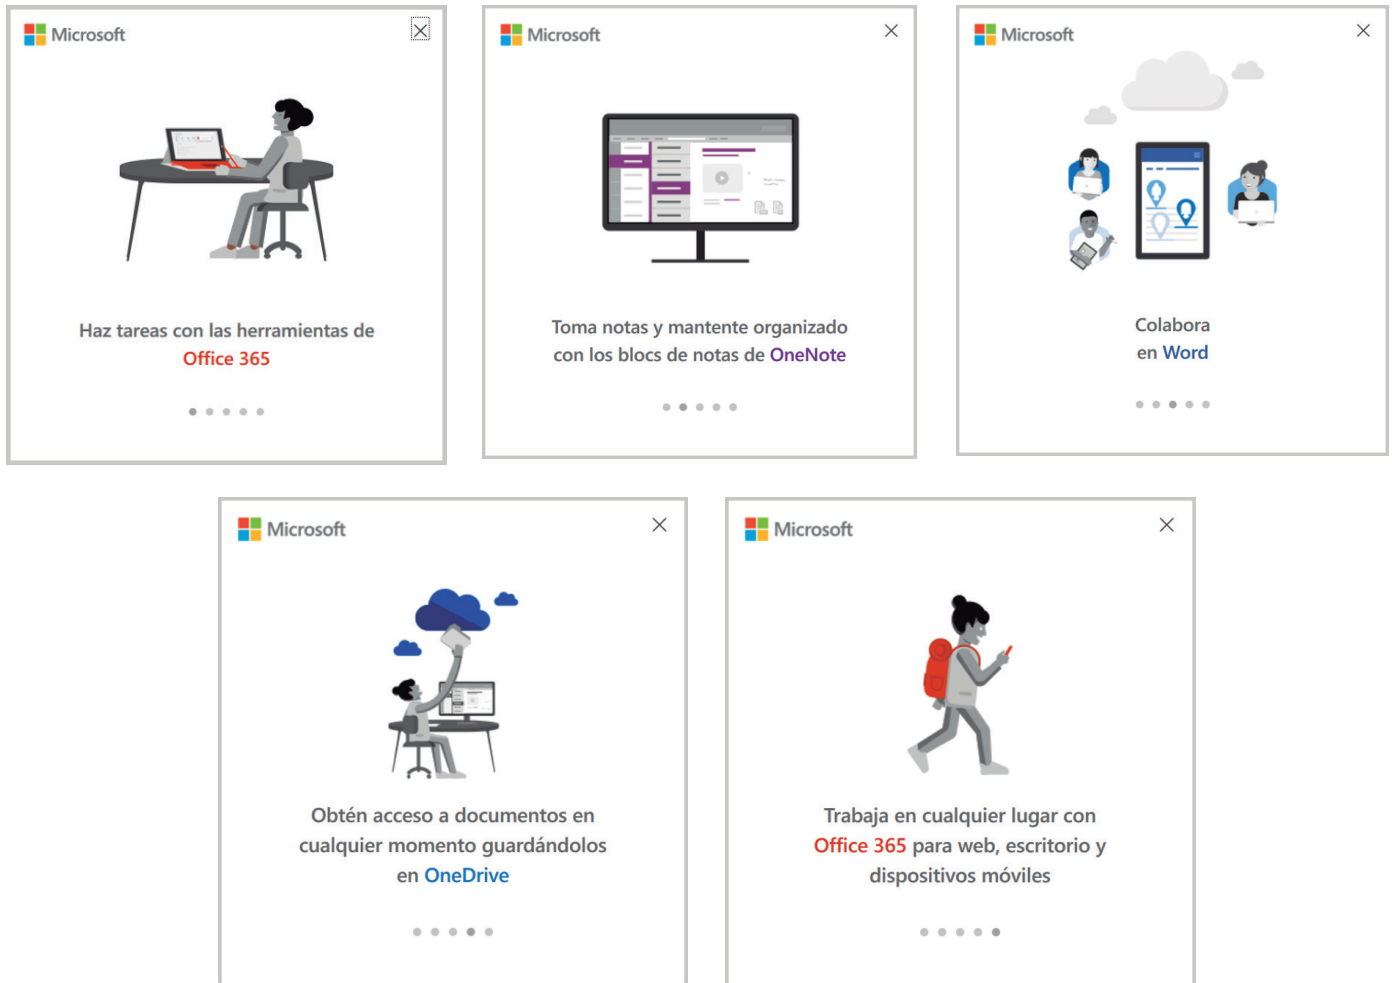 Microsoft
Haz tareas con las herramientas de
Office 365
Microsoft
Toma notas y mantente organizado
con los blocs de notas de OneNote
Microsoft
Colabora
en Word
Microsoft
Obtén acceso a documentos en
cualquier momento guardándolos
en OneDrive
Microsoft
Trabaja en cualquier lugar con
Office 365 para web, escritorio y
dispositivos móviles